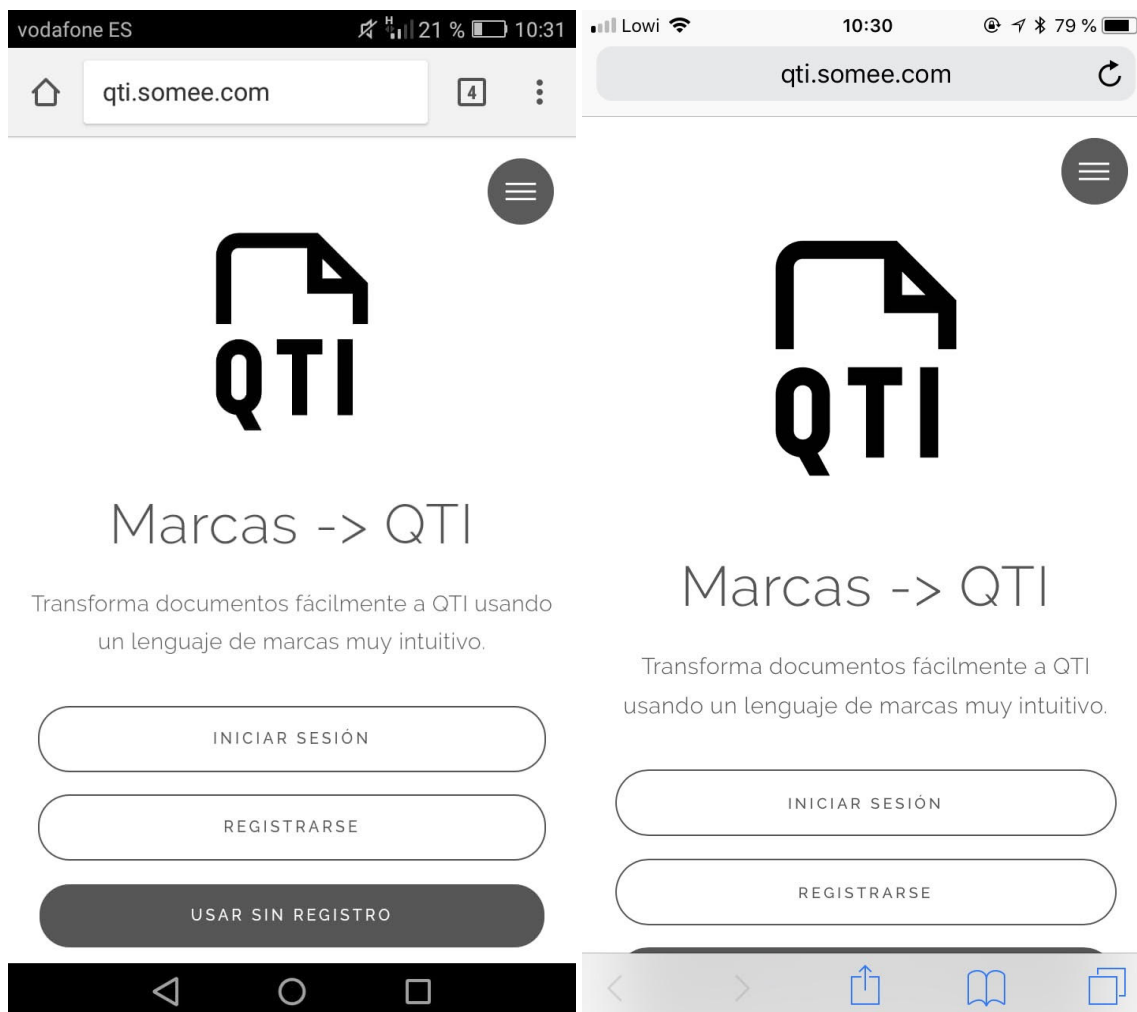 vodafone ES H 21 % 10:31
qti.somee.com 4
QTI
Marcas -> QTI
Transforma documentos fácilmente a QTI usando
un lenguaje de marcas muy intuitivo.
INICIAR SESIÓN
REGISTRARSE
USAR SIN REGISTRO
Lowi 10:30 79 %
qti.somee.com
QTI
Marcas -> QTI
Transforma documentos fácilmente a QTI
usando un lenguaje de marcas muy intuitivo.
INICIAR SESIÓN
REGISTRARSE